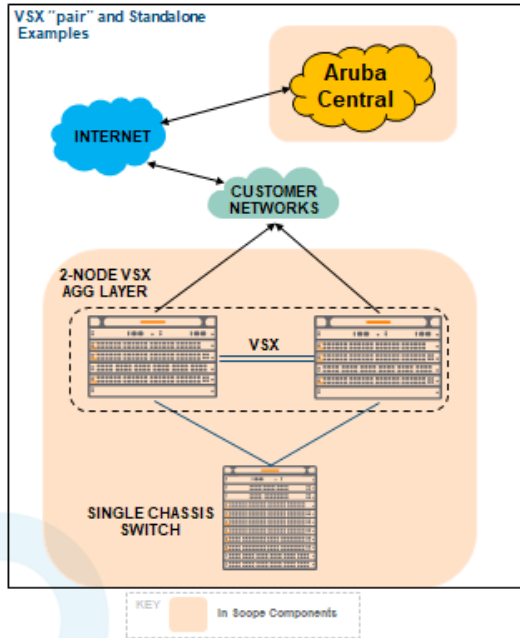 VSX "pair" and Standalone
Examples
Aruba
Central
INTERNET
CUSTOMER
NETWORKS
2-NODE VSX
AGG LAYER
VSX
SINGLE CHASSIS
SWITCH
KEY
In Scope Components